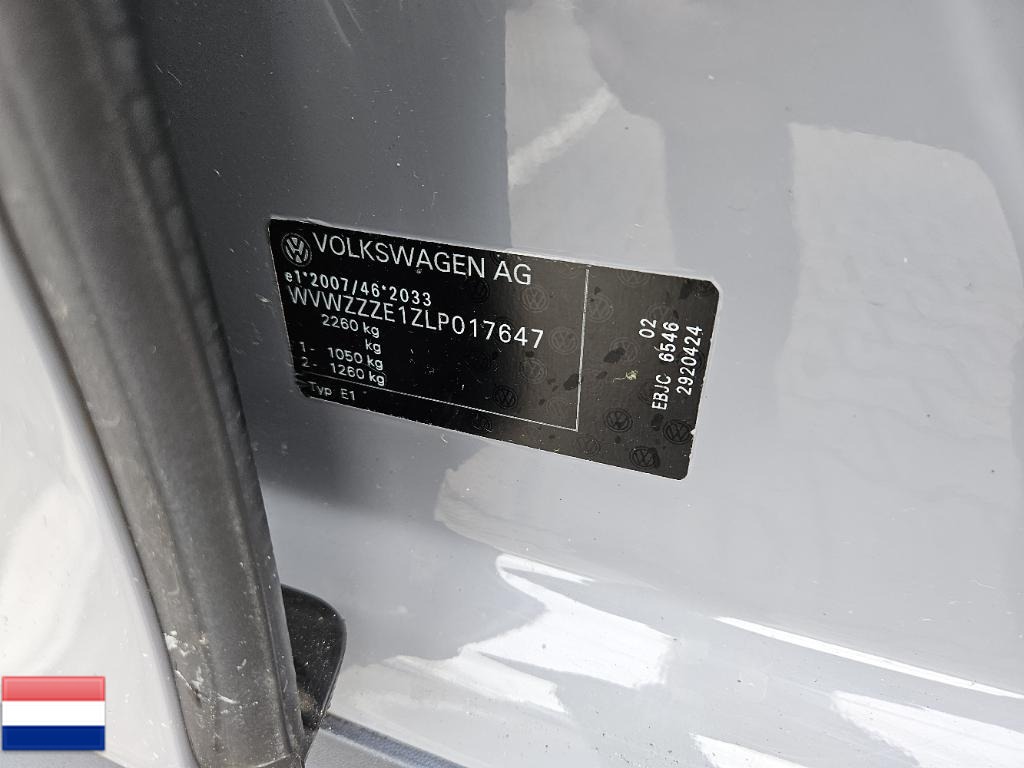 VOLKSWAGEN AG
e1*2007/46*2033
WVWZZZE1ZLP017647
2260 kg
kg
1 - 1050 kg
2 - 1260 kg
Typ E1
02
EBJC 6546
2920424